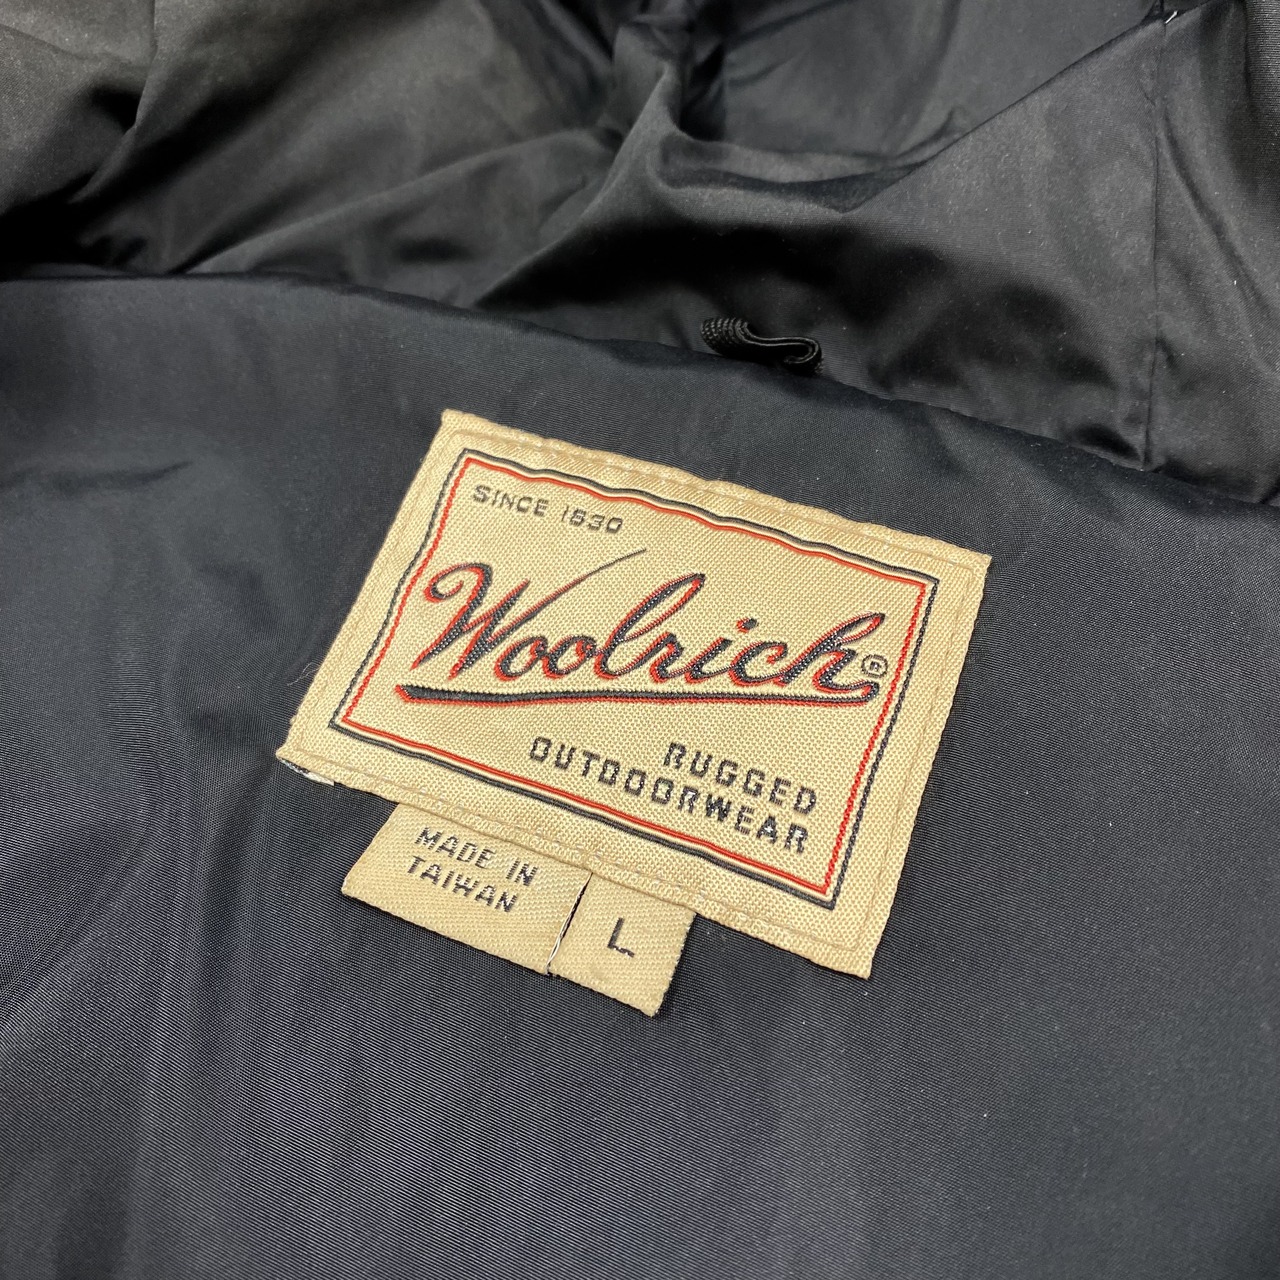 SINCE 1830
Woolrich®
RUGGED
OUTDOORWEAR
MADE IN
TAIWAN
L